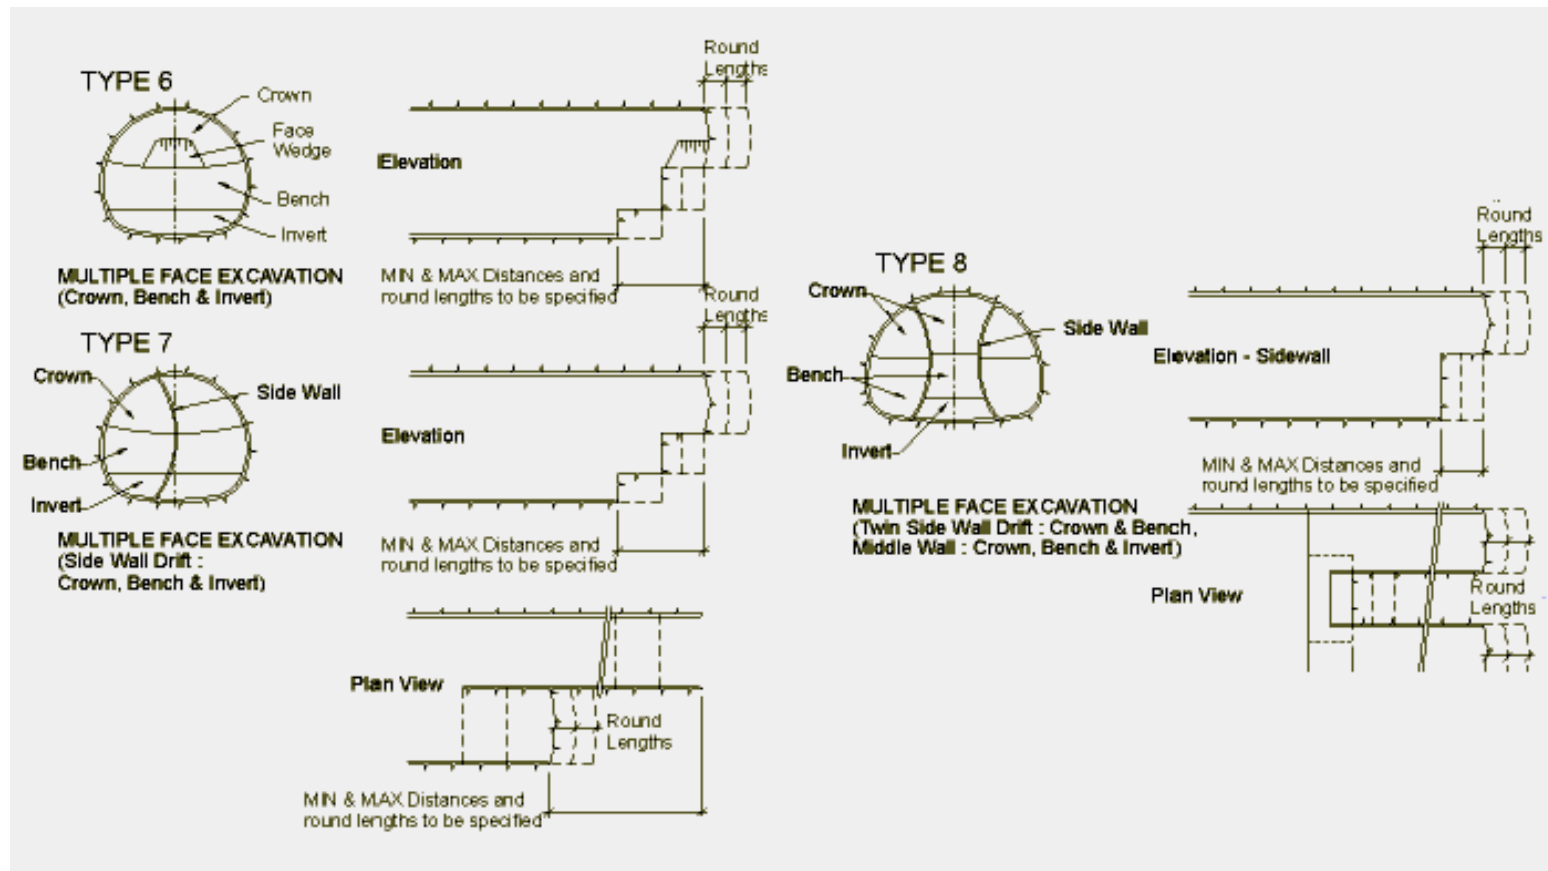 TYPE 6
Crown
Face
Wedge
Bench
Invert
MULTIPLE FACE EXCAVATION
(Crown, Bench & Invert)
Round
Lengths
Elevation
MIN & MAX Distances and
round lengths to be specified
TYPE 7
Crown
Side Wall
Bench
Invert
MULTIPLE FACE EXCAVATION
(Side Wall Drift :
Crown, Bench & Invert)
Round
Lengths
Elevation
MIN & MAX Distances and
round lengths to be specified
Plan View
Round
Lengths
MIN & MAX Distances and
round lengths to be specified
TYPE 8
Crown
Side Wall
Bench
Invert
MULTIPLE FACE EXCAVATION
(Twin Side Wall Drift : Crown & Bench,
Middle Wall : Crown, Bench & Invert)
Round
Lengths
Elevation - Sidewall
MIN & MAX Distances and
round lengths to be specified
Plan View
Round
Lengths